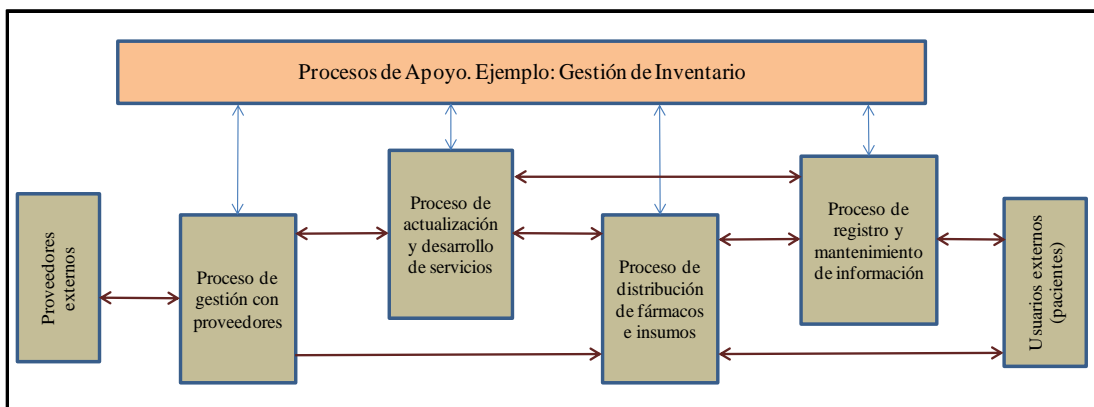 Procesos de Apoyo. Ejemplo: Gestión de Inventario
Proveedores
externos
Proceso de
gestión con
proveedores
Proceso de
actualización
y desarrollo
de servicios
Proceso de
distribución
de fármacos
e insumos
Proceso de
registro y
mantenimiento
de información
Usuarios externos
(pacientes)